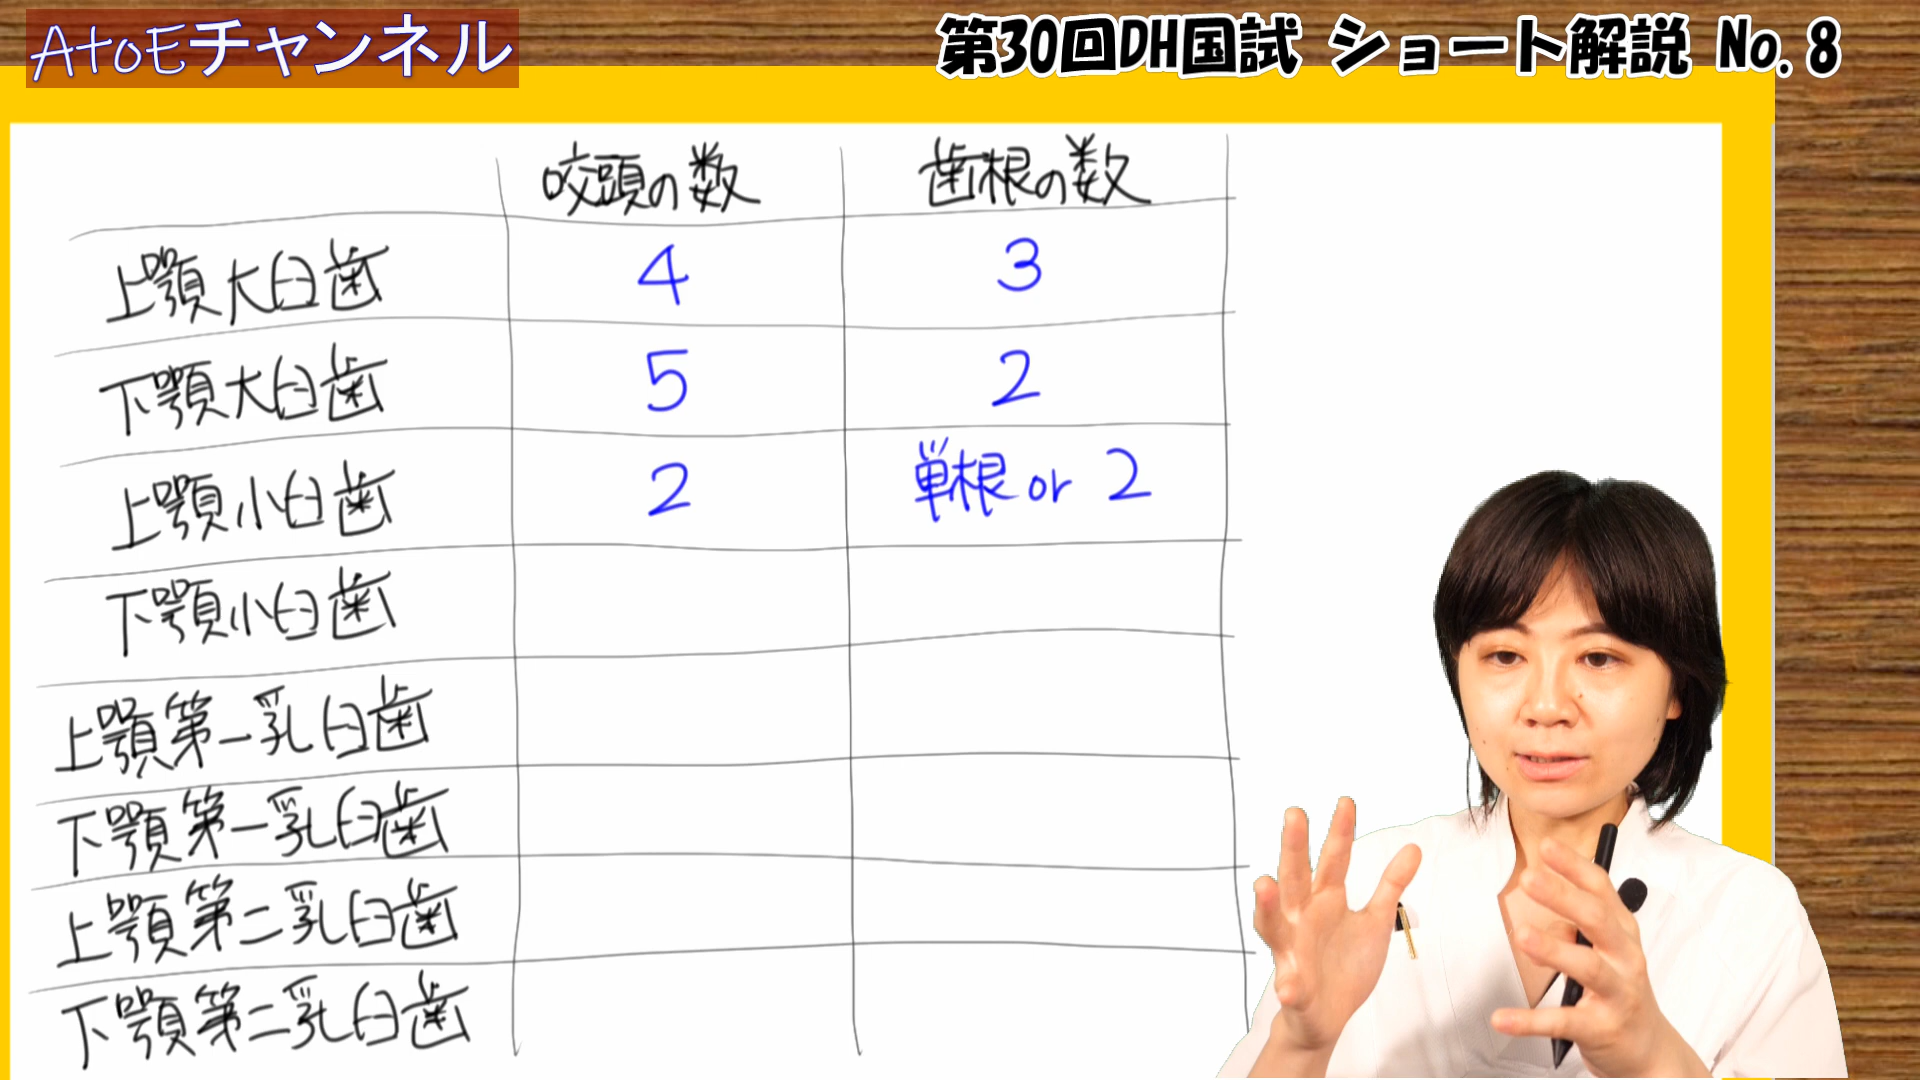 AtoEチャンネル
第30回DH国試 ショート解説 No.8
咬頭の数 歯根の数
上顎大臼歯 4 3
下顎大臼歯 5 2
上顎小臼歯 2 単根 or 2
下顎小臼歯
上顎第一乳臼歯
下顎第一乳臼歯
上顎第二乳臼歯
下顎第二乳臼歯